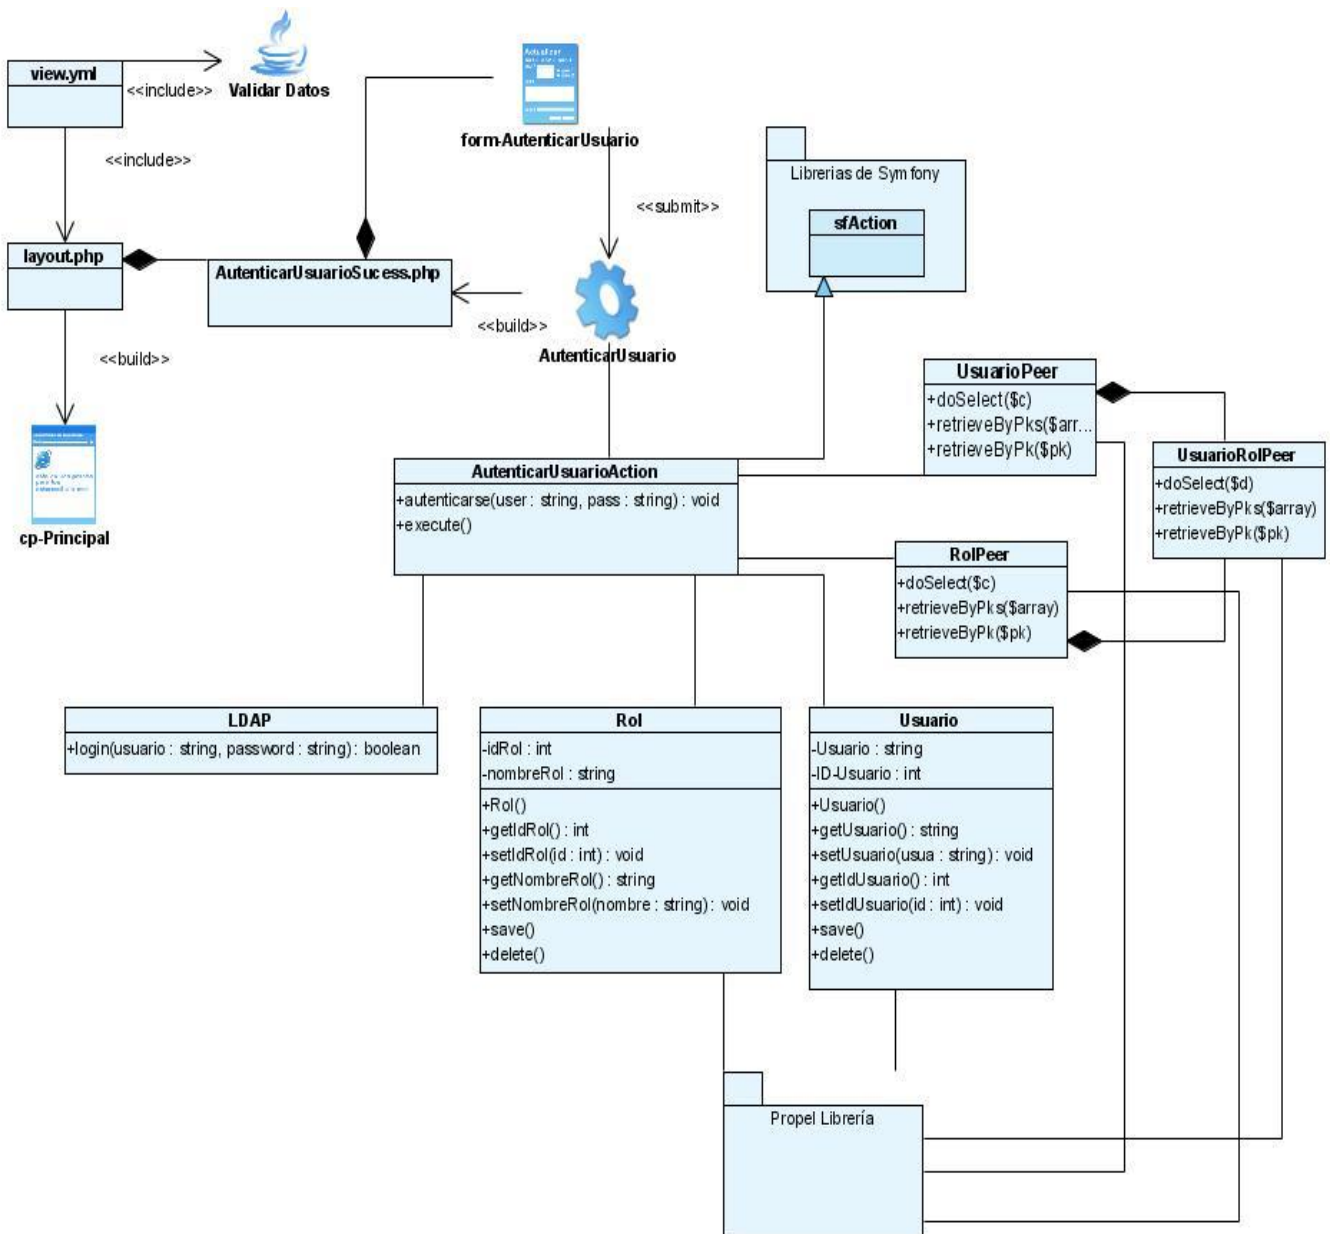 view.yml
<<include>>
Validar Datos
<<include>>
Actualizar
form-AutenticarUsuario
<<submit>>
Librerias de Symfony
sfAction
layout.php
AutenticarUsuarioSucess.php
<<build>>
AutenticarUsuario
<<build>>
cp-Principal
UsuarioPeer
+doSelect($c)
+retrieveByPks($arr...
+retrieveByPk($pk)
UsuarioRolPeer
+doSelect($d)
+retrieveByPks($array)
+retrieveByPk($pk)
AutenticarUsuarioAction
+autenticarse(user : string, pass : string) : void
+execute()
RolPeer
+doSelect($c)
+retrieveByPks($array)
+retrieveByPk($pk)
LDAP
+login(usuario : string, password : string) : boolean
Rol
-idRol : int
-nombreRol : string
+Rol()
+getIdRol() : int
+setIdRol(id : int) : void
+getNombreRol() : string
+setNombreRol(nombre : string) : void
+save()
+delete()
Usuario
-Usuario : string
-ID-Usuario : int
+Usuario()
+getUsuario() : string
+setUsuario(usua : string) : void
+getIdUsuario() : int
+setIdUsuario(id : int) : void
+save()
+delete()
Propel Librería